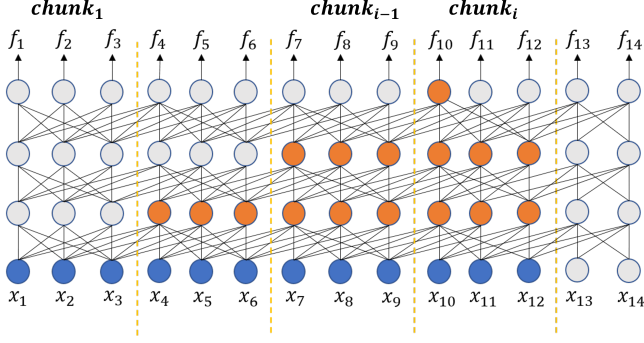 chunk₁ chunkᵢ₋₁ chunkᵢ
f₁ f₂ f₃ f₄ f₅ f₆ f₇ f₈ f₉ f₁₀ f₁₁ f₁₂ f₁₃ f₁₄
x₁ x₂ x₃ x₄ x₅ x₆ x₇ x₈ x₉ x₁₀ x₁₁ x₁₂ x₁₃ x₁₄